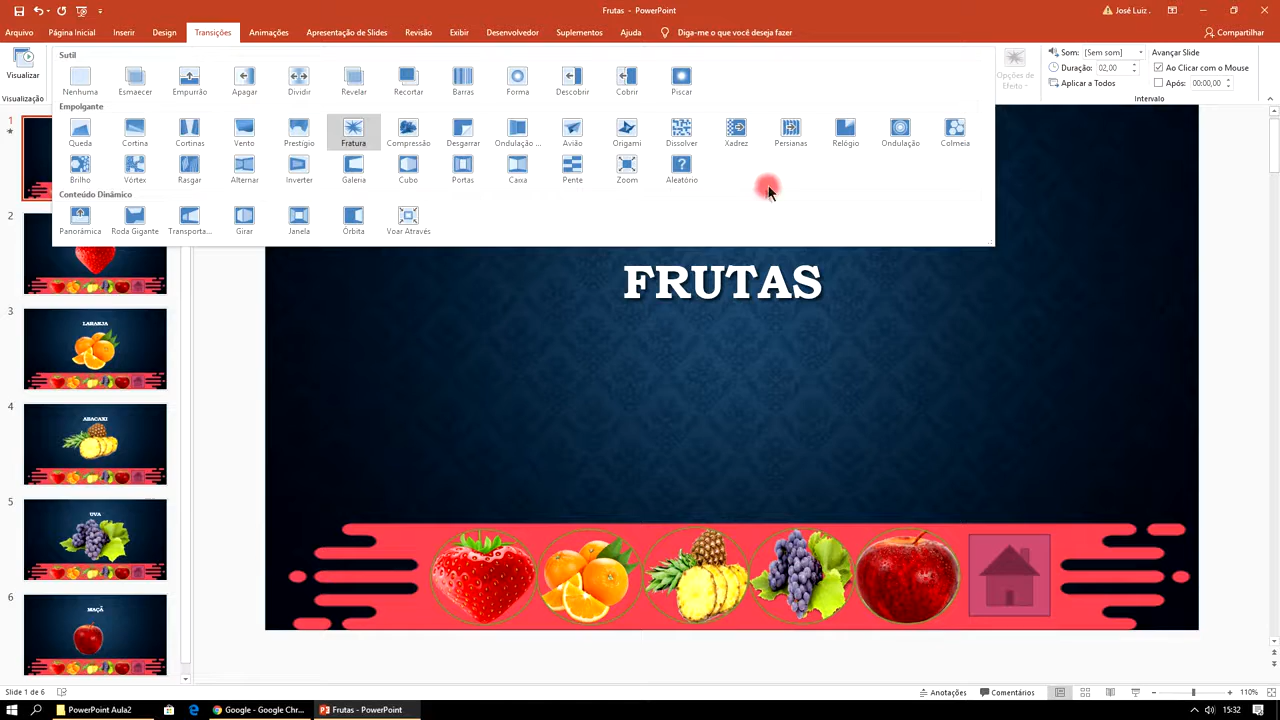 Frutas - PowerPoint
José Luiz .
Arquivo Página Inicial Inserir Design Transições Animações Apresentação de Slides Revisão Exibir Desenvolvedor Suplementos Ajuda Diga-me o que você deseja fazer Compartilhar
Visualizar
Visualização
Sutil
Nenhuma Esmaecer Empurrão Apagar Dividir Revelar Recortar Barras Forma Descobrir Cobrir Piscar
Empolgante
Queda Cortina Cortinas Vento Prestígio Fratura Compressão Desgarrar Ondulação ... Avião Origami Dissolver Xadrez Persianas Relógio Ondulação Colmeia
Brilho Vórtex Rasgar Alternar Inverter Galeria Cubo Portas Caixa Pente Zoom Aleatório
Conteúdo Dinâmico
Panorâmica Roda Gigante Transporta... Girar Janela Órbita Voar Através
Opções de
Efeito
Som: [Sem som]
Duração: 02,00
Aplicar a Todos
Avançar Slide
Ao Clicar com o Mouse
Após: 00:00,00
Intervalo
1
2
3
LARANJA
4
ABACAXI
5
UVA
6
MAÇÃ
FRUTAS
Slide 1 de 6
Anotações Comentários 110%
PowerPoint Aula2
Google - Google Chr...
Frutas - PowerPoint
15:32